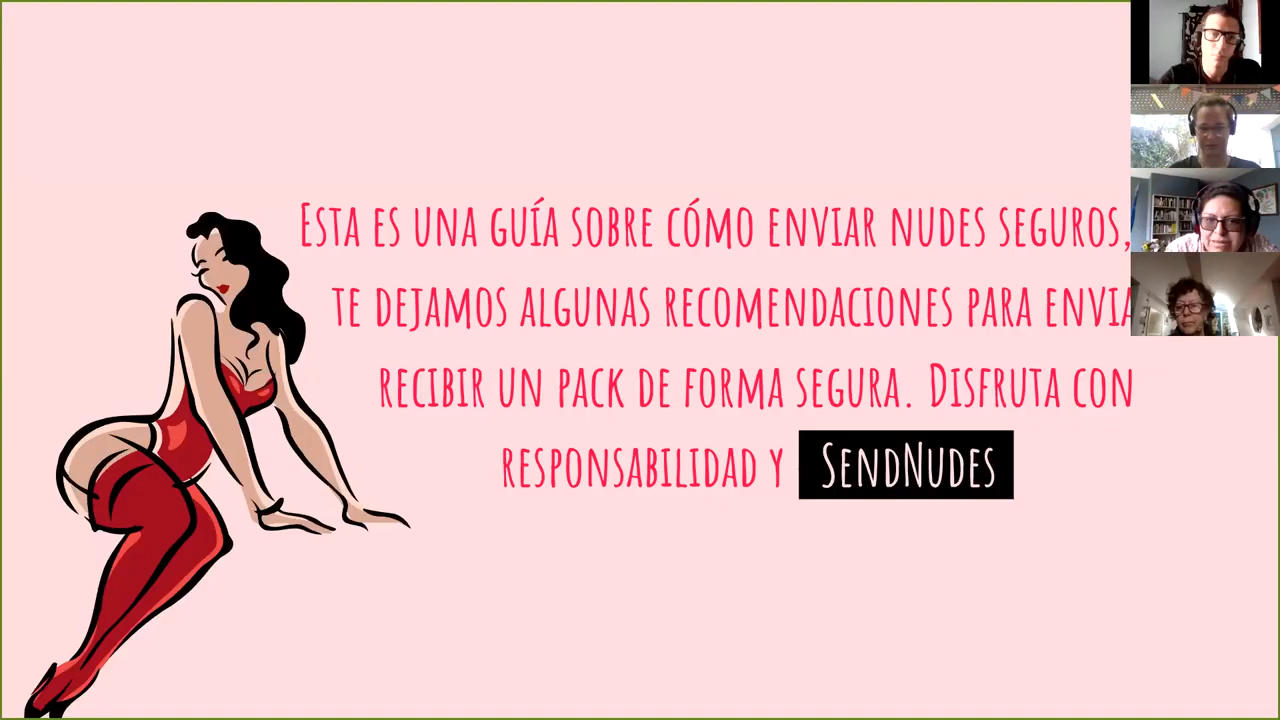 Esta es una guía sobre cómo enviar nudes seguros,
te dejamos algunas recomendaciones para envia
recibir un pack de forma segura. Disfruta con
responsabilidad y SendNudes